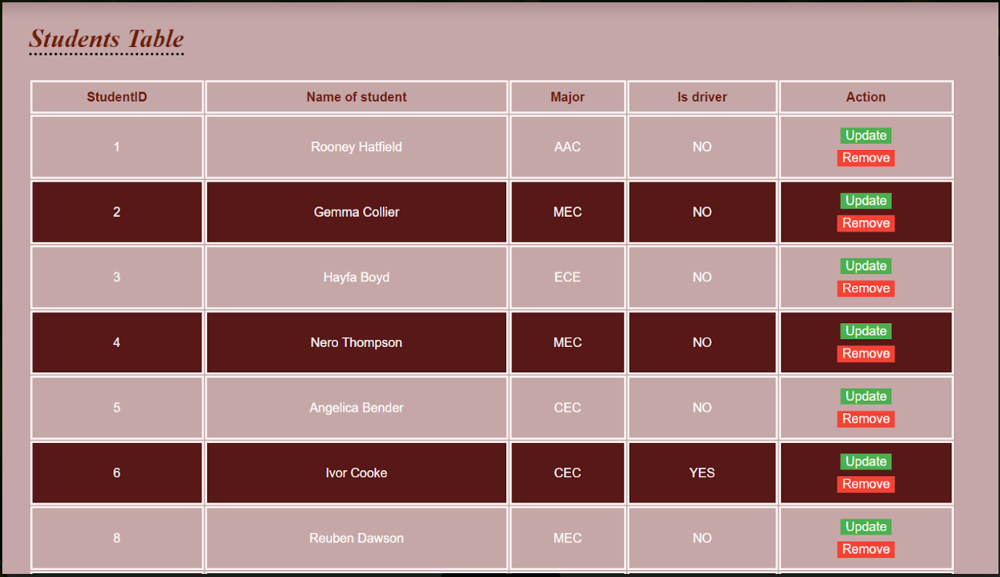 Students Table
StudentID Name of student Major Is driver Action
1 Rooney Hatfield AAC NO Update
Remove
2 Gemma Collier MEC NO Update
Remove
3 Hayfa Boyd ECE NO Update
Remove
4 Nero Thompson MEC NO Update
Remove
5 Angelica Bender CEC NO Update
Remove
6 Ivor Cooke CEC YES Update
Remove
8 Reuben Dawson MEC NO Update
Remove